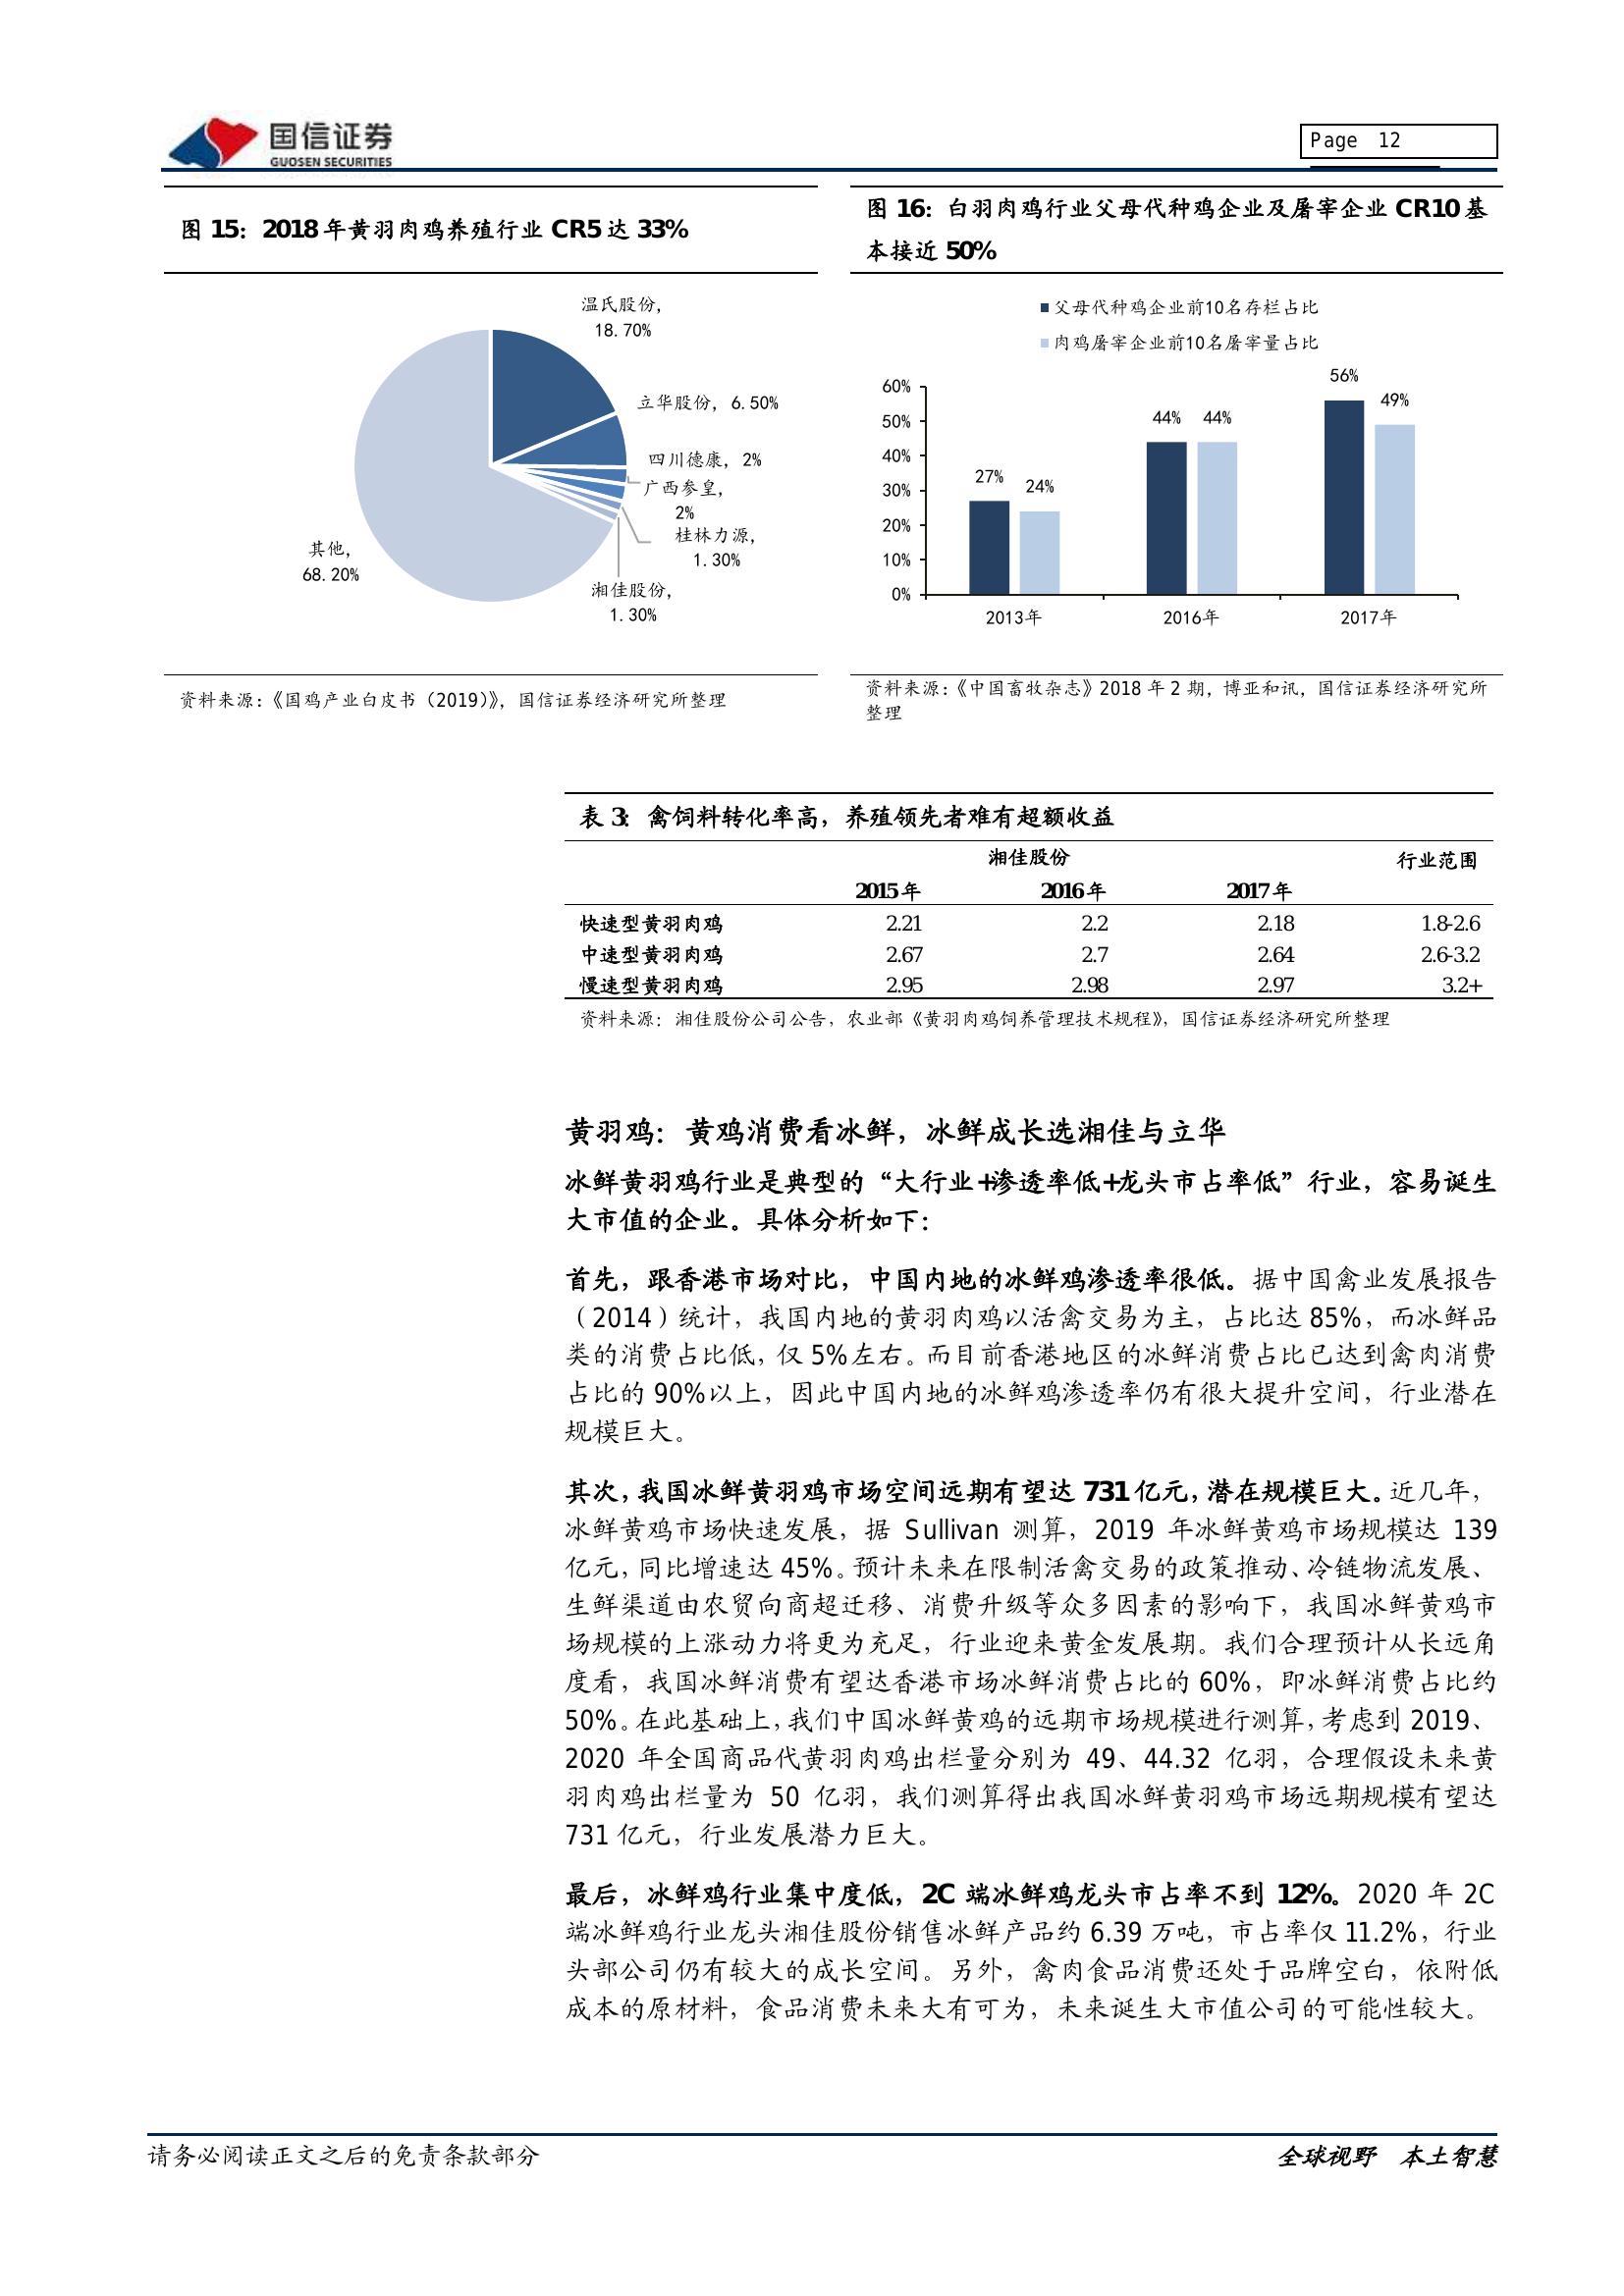 国信证券
GUOSEN SECURITIES
Page 12
图 15：2018 年黄羽肉鸡养殖行业 CR5 达 33%
温氏股份，
18.70%
立华股份，6.50%
四川德康，2%
广西参皇，
2%
桂林力源，
1.30%
湘佳股份，
1.30%
其他，
68.20%
资料来源：《国鸡产业白皮书（2019）》，国信证券经济研究所整理
图 16：白羽肉鸡行业父母代种鸡企业及屠宰企业 CR10 基
本接近 50%
父母代种鸡企业前10名存栏占比
肉鸡屠宰企业前10名屠宰量占比
60%
50%
40%
30%
20%
10%
0%
27%
24%
44%
44%
56%
49%
2013年
2016年
2017年
资料来源：《中国畜牧杂志》2018 年 2 期，博亚和讯，国信证券经济研究所
整理
表 3：禽饲料转化率高，养殖领先者难有超额收益
湘佳股份 行业范围
2015 年 2016 年 2017 年
快速型黄羽肉鸡 2.21 2.2 2.18 1.8-2.6
中速型黄羽肉鸡 2.67 2.7 2.64 2.6-3.2
慢速型黄羽肉鸡 2.95 2.98 2.97 3.2+
资料来源：湘佳股份公司公告，农业部《黄羽肉鸡饲养管理技术规程》，国信证券经济研究所整理
黄羽鸡：黄鸡消费看冰鲜，冰鲜成长选湘佳与立华
冰鲜黄羽鸡行业是典型的“大行业+渗透率低+龙头市占率低”行业，容易诞生
大市值的企业。具体分析如下：
首先，跟香港市场对比，中国内地的冰鲜鸡渗透率很低。据中国禽业发展报告
（2014）统计，我国内地的黄羽肉鸡以活禽交易为主，占比达 85%，而冰鲜品
类的消费占比低，仅 5%左右。而目前香港地区的冰鲜消费占比已达到禽肉消费
占比的 90%以上，因此中国内地的冰鲜鸡渗透率仍有很大提升空间，行业潜在
规模巨大。
其次，我国冰鲜黄羽鸡市场空间远期有望达 731 亿元，潜在规模巨大。近几年，
冰鲜黄鸡市场快速发展，据 Sullivan 测算，2019 年冰鲜黄鸡市场规模达 139
亿元，同比增速达 45%。预计未来在限制活禽交易的政策推动、冷链物流发展、
生鲜渠道由农贸向商超迁移、消费升级等众多因素的影响下，我国冰鲜黄鸡市
场规模的上涨动力将更为充足，行业迎来黄金发展期。我们合理预计从长远角
度看，我国冰鲜消费有望达香港市场冰鲜消费占比的 60%，即冰鲜消费占比约
50%。在此基础上，我们中国冰鲜黄鸡的远期市场规模进行测算，考虑到 2019、
2020 年全国商品代黄羽肉鸡出栏量分别为 49、44.32 亿羽，合理假设未来黄
羽肉鸡出栏量为 50 亿羽，我们测算得出我国冰鲜黄羽鸡市场远期规模有望达
731 亿元，行业发展潜力巨大。
最后，冰鲜鸡行业集中度低，2C 端冰鲜鸡龙头市占率不到 12%。2020 年 2C
端冰鲜鸡行业龙头湘佳股份销售冰鲜产品约 6.39 万吨，市占率仅 11.2%，行业
头部公司仍有较大的成长空间。另外，禽肉食品消费还处于品牌空白，依附低
成本的原材料，食品消费未来大有可为，未来诞生大市值公司的可能性较大。
请务必阅读正文之后的免责条款部分
全球视野 本土智慧